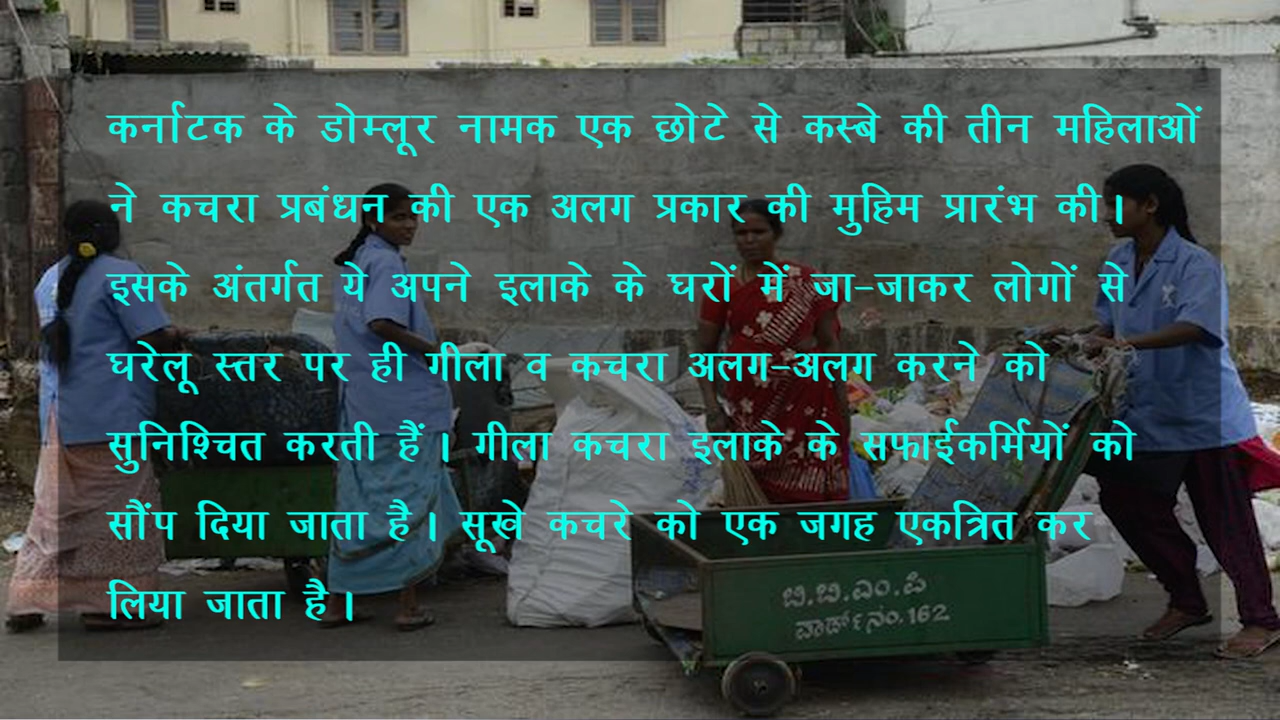 कर्नाटक के डोम्लूर नामक एक छोटे से कस्बे की तीन महिलाओं
ने कचरा प्रबंधन की एक अलग प्रकार की मुहिम प्रारंभ की।
इसके अंतर्गत ये अपने इलाके के घरों में जा-जाकर लोगों से
घरेलू स्तर पर ही गीला व कचरा अलग-अलग करने को
सुनिश्चित करती हैं। गीला कचरा इलाके के सफाईकर्मियों को
सौंप दिया जाता है। सूखे कचरे को एक जगह एकत्रित कर
लिया जाता है।
ಬಿ.ಬಿ.ಎಂ.ಪಿ
ವಾರ್ಡ್ ನಂ. 162